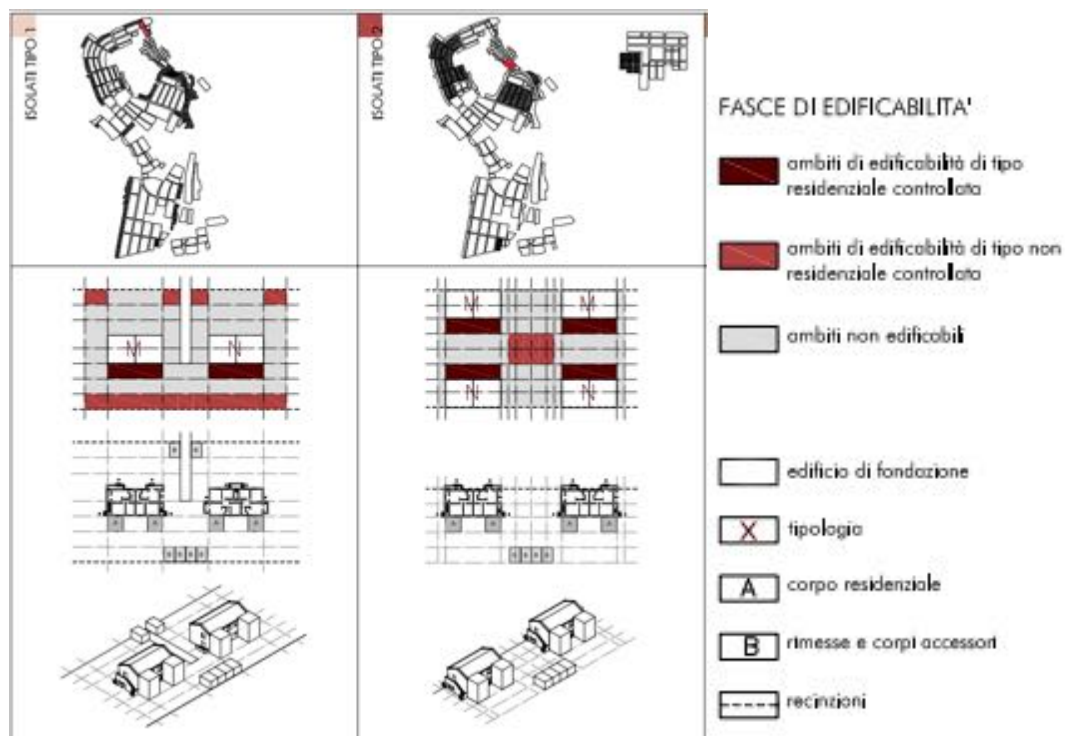 ISOLATI TIPO 1
ISOLATI TIPO 2
M
N
M
M
N
N
A
A
A
A
A
A
A
A
FASCE DI EDIFICABILITA'
ambiti di edificabilità di tipo
residenziale controllata
ambiti di edificabilità di tipo non
residenziale controllata
ambiti non edificabili
edificio di fondazione
X
tipologia
A
corpo residenziale
B
rimesse e corpi accessori
recinzioni